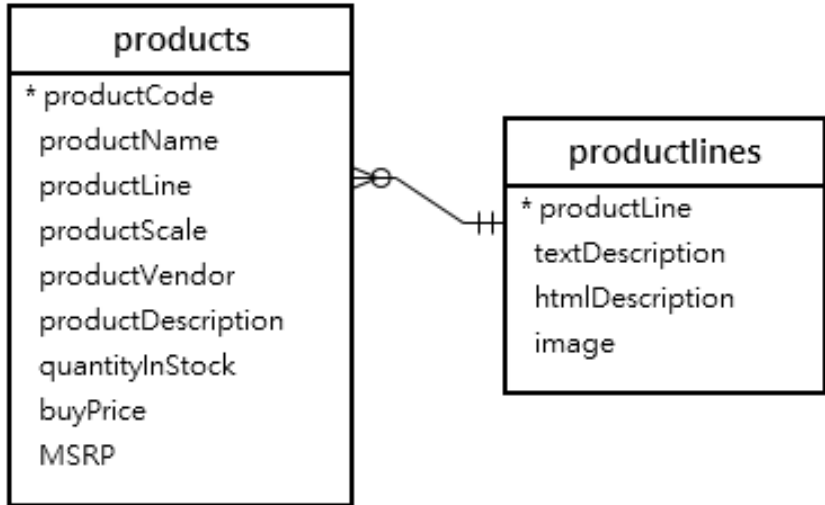 products
* productCode
productName
productLine
productScale
productVendor
productDescription
quantityInStock
buyPrice
MSRP
productlines
* productLine
textDescription
htmlDescription
image